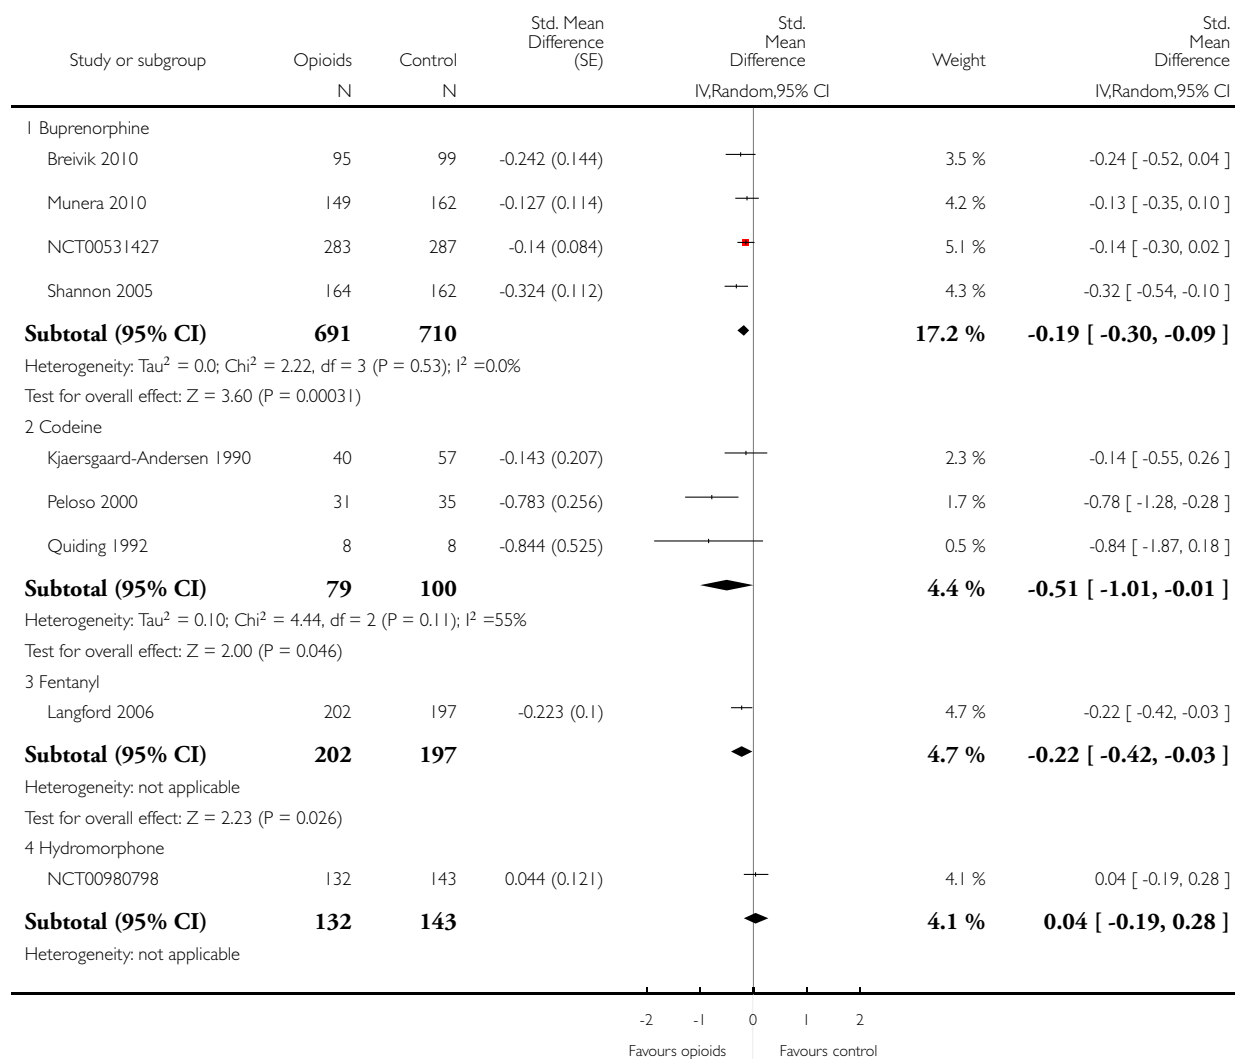 Study or subgroup Opioids Control Std. Mean Difference (SE) Std. Mean Difference Weight Std. Mean Difference
N N IV,Random,95% CI IV,Random,95% CI
1 Buprenorphine
Breivik 2010 95 99 -0.242 (0.144) 3.5 % -0.24 [ -0.52, 0.04 ]
Munera 2010 149 162 -0.127 (0.114) 4.2 % -0.13 [ -0.35, 0.10 ]
NCT00531427 283 287 -0.14 (0.084) 5.1 % -0.14 [ -0.30, 0.02 ]
Shannon 2005 164 162 -0.324 (0.112) 4.3 % -0.32 [ -0.54, -0.10 ]
Subtotal (95% CI) 691 710 17.2 % -0.19 [ -0.30, -0.09 ]
Heterogeneity: Tau² = 0.0; Chi² = 2.22, df = 3 (P = 0.53); I² =0.0%
Test for overall effect: Z = 3.60 (P = 0.00031)
2 Codeine
Kjaersgaard-Andersen 1990 40 57 -0.143 (0.207) 2.3 % -0.14 [ -0.55, 0.26 ]
Peloso 2000 31 35 -0.783 (0.256) 1.7 % -0.78 [ -1.28, -0.28 ]
Quiding 1992 8 8 -0.844 (0.525) 0.5 % -0.84 [ -1.87, 0.18 ]
Subtotal (95% CI) 79 100 4.4 % -0.51 [ -1.01, -0.01 ]
Heterogeneity: Tau² = 0.10; Chi² = 4.44, df = 2 (P = 0.11); I² =55%
Test for overall effect: Z = 2.00 (P = 0.046)
3 Fentanyl
Langford 2006 202 197 -0.223 (0.1) 4.7 % -0.22 [ -0.42, -0.03 ]
Subtotal (95% CI) 202 197 4.7 % -0.22 [ -0.42, -0.03 ]
Heterogeneity: not applicable
Test for overall effect: Z = 2.23 (P = 0.026)
4 Hydromorphone
NCT00980798 132 143 0.044 (0.121) 4.1 % 0.04 [ -0.19, 0.28 ]
Subtotal (95% CI) 132 143 4.1 % 0.04 [ -0.19, 0.28 ]
Heterogeneity: not applicable
-2 -1 0 1 2
Favours opioids Favours control